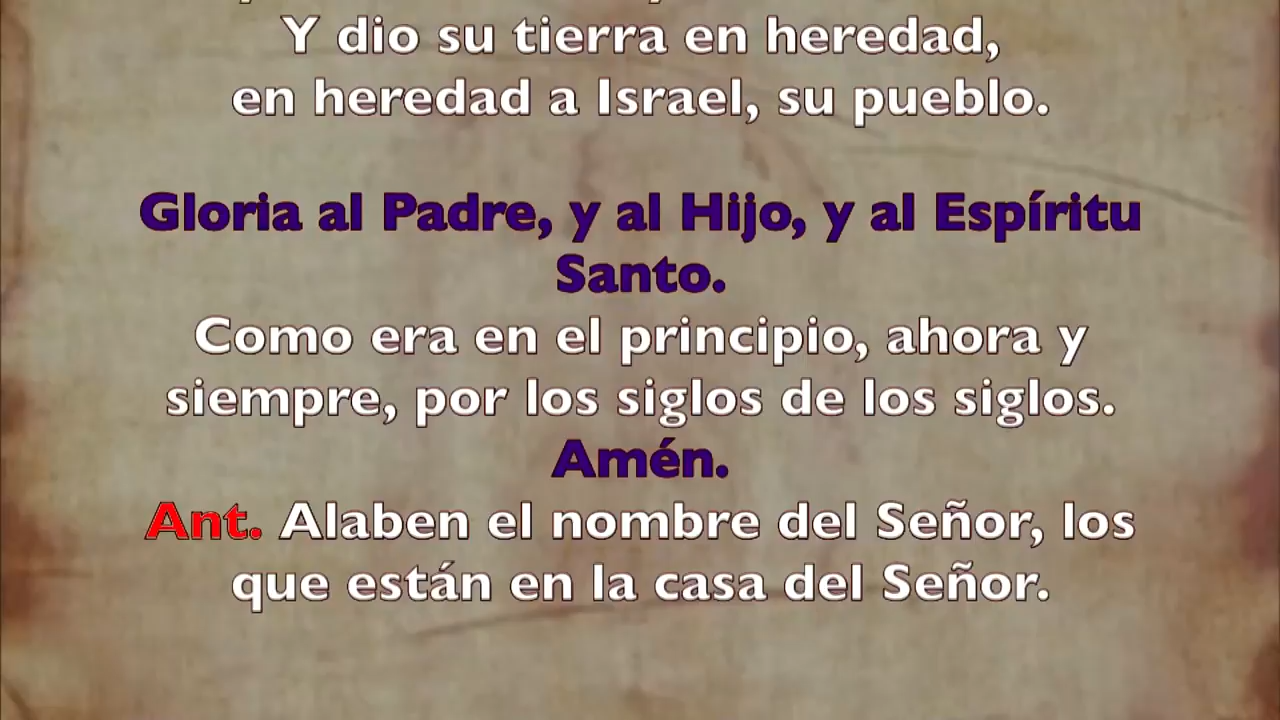 Y dio su tierra en heredad,
en heredad a Israel, su pueblo.
Gloria al Padre, y al Hijo, y al Espíritu
Santo.
Como era en el principio, ahora y
siempre, por los siglos de los siglos.
Amén.
Ant. Alaben el nombre del Señor, los
que están en la casa del Señor.